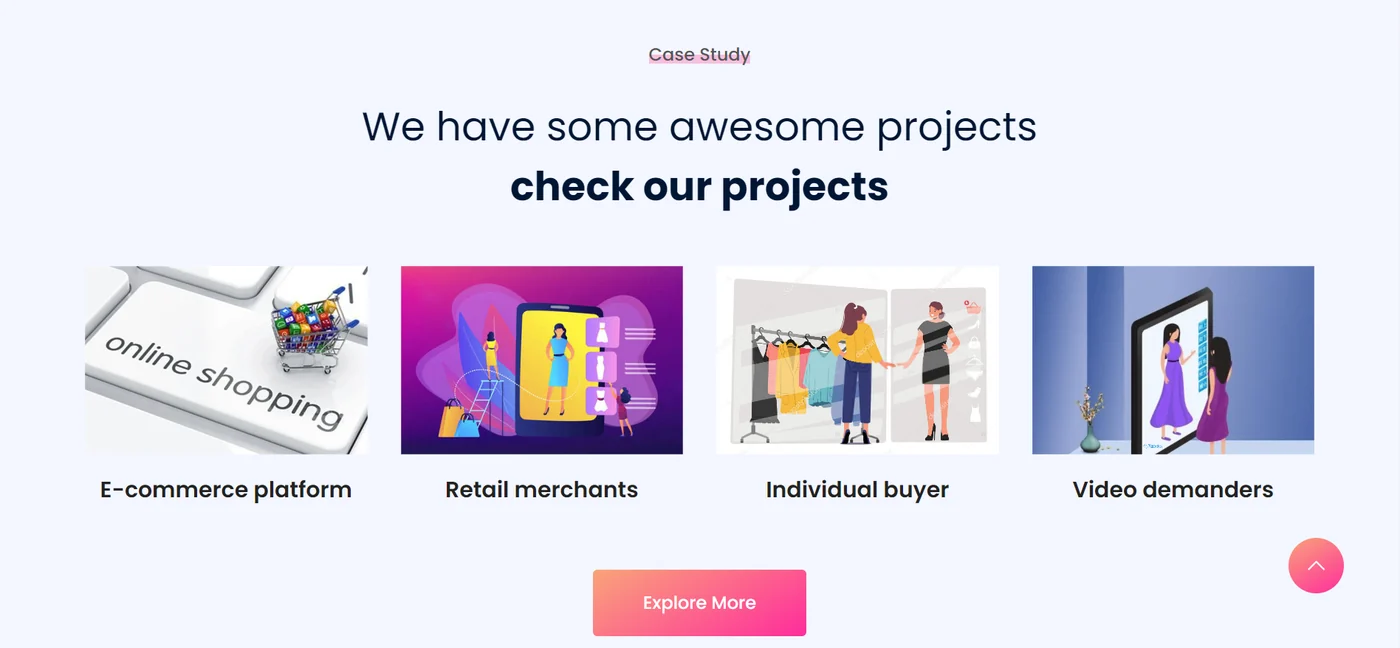 Case Study
We have some awesome projects
check our projects
online shopping
E-commerce platform
Retail merchants
Individual buyer
Video demanders
Explore More